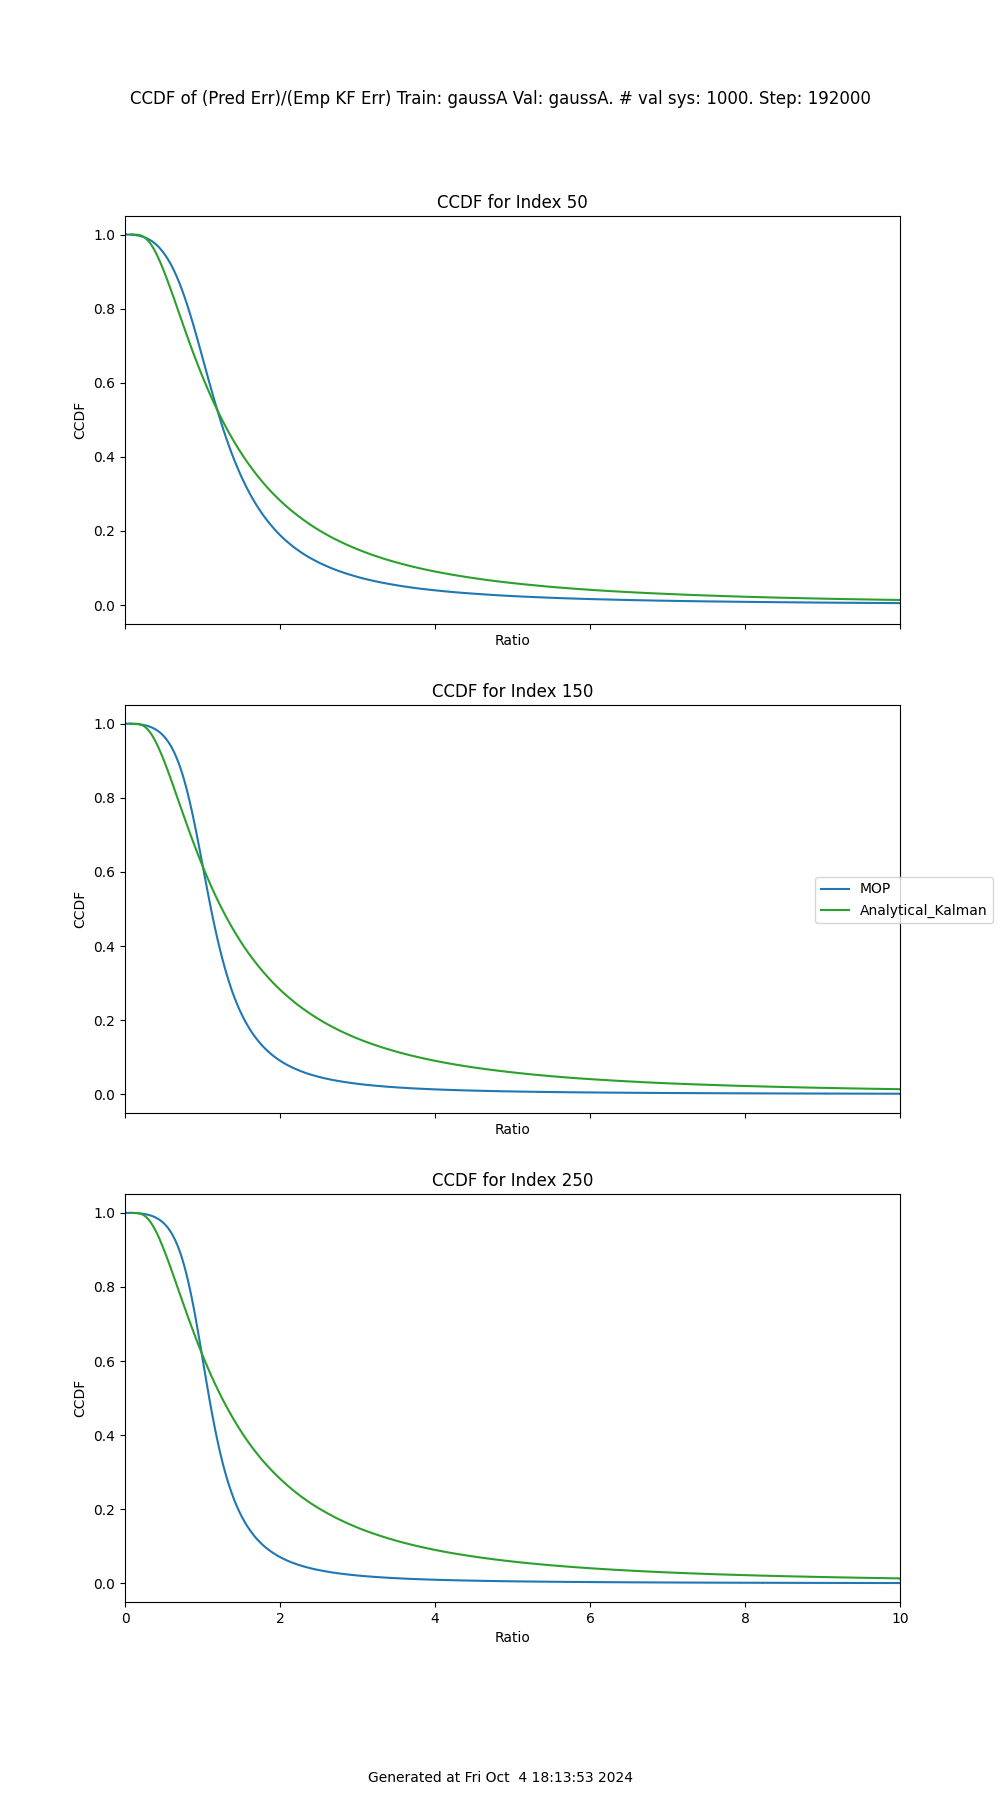 CCDF of (Pred Err)/(Emp KF Err) Train: gaussA Val: gaussA. # val sys: 1000. Step: 192000
CCDF for Index 50
1.0
0.8
0.6
0.4
0.2
0.0
CCDF
Ratio
CCDF for Index 150
1.0
0.8
0.6
0.4
0.2
0.0
CCDF
Ratio
MOP
Analytical_Kalman
CCDF for Index 250
1.0
0.8
0.6
0.4
0.2
0.0
CCDF
0 2 4 6 8 10
Ratio
Generated at Fri Oct  4 18:13:53 2024